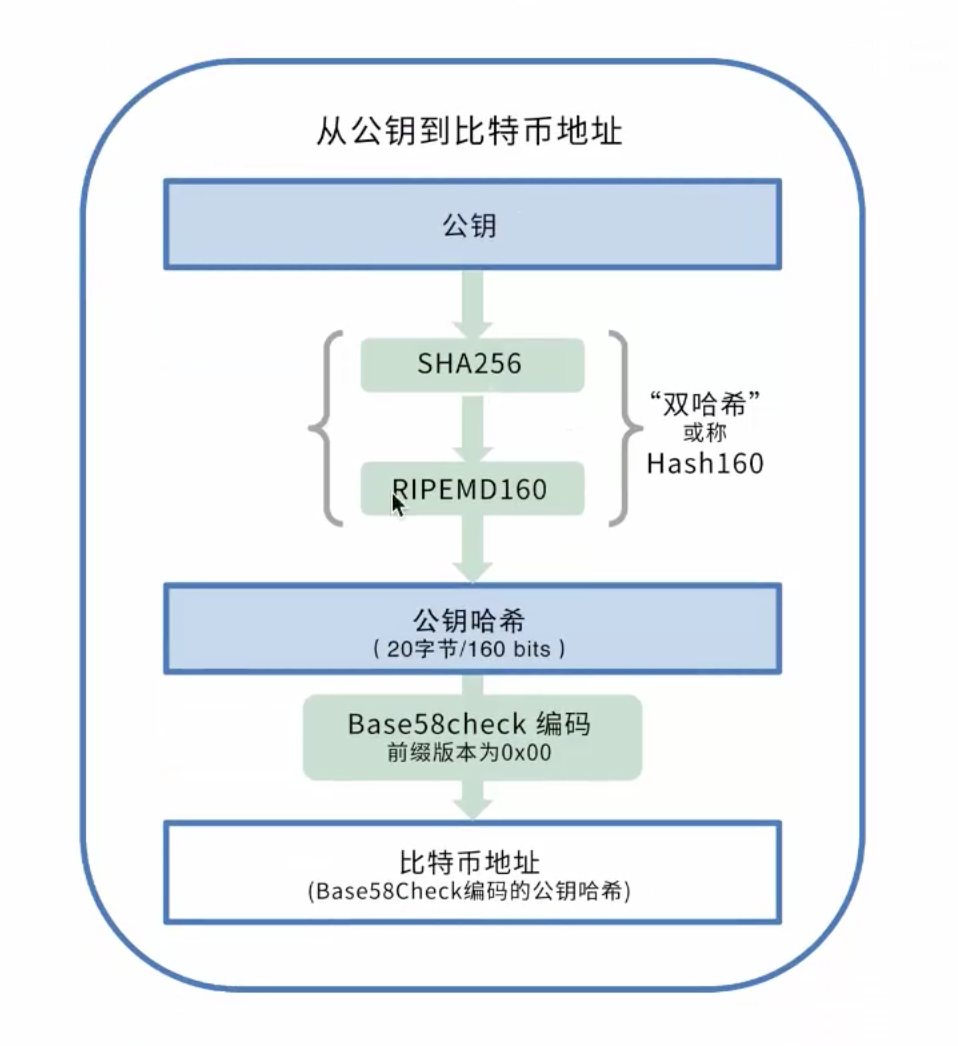 从公钥到比特币地址
公钥
SHA256
“双哈希”
或称
Hash160
RIPEMD160
公钥哈希
( 20字节/160 bits )
Base58check 编码
前缀版本为0x00
比特币地址
(Base58Check编码的公钥哈希)